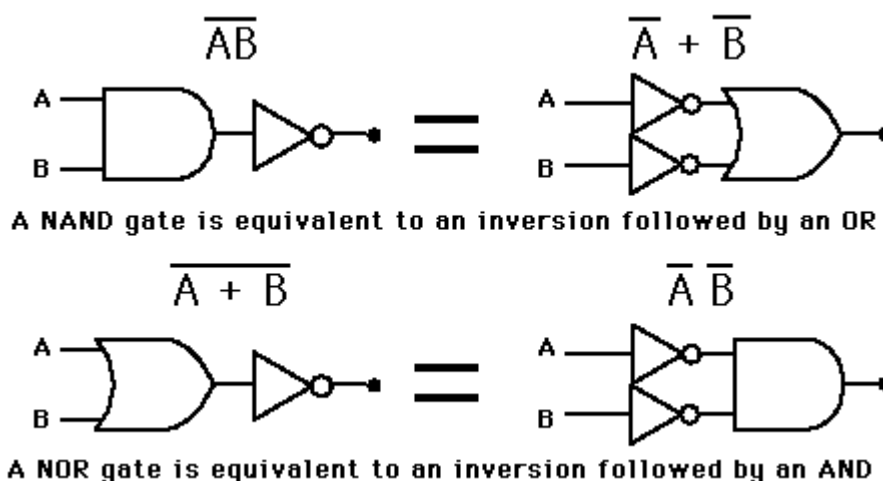 A̅B̅
A̅ + B̅
A
B
=
A
B
A NAND gate is equivalent to an inversion followed by an OR
A̅ ̅+̅ ̅B̅
A̅ B̅
A
B
=
A
B
A NOR gate is equivalent to an inversion followed by an AND